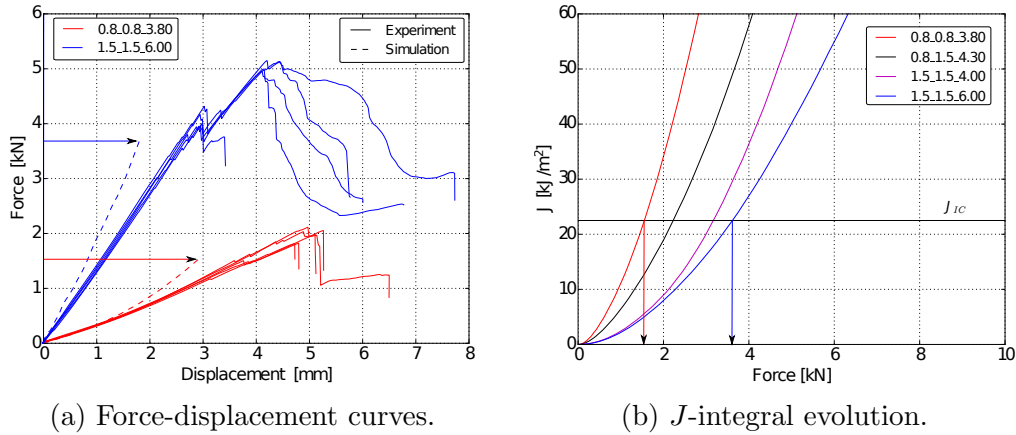 0.8_0.8_3.80
1.5_1.5_6.00
Experiment
Simulation
6
5
4
3
2
1
0
Force [kN]
0 1 2 3 4 5 6 7 8
Displacement [mm]
(a) Force-displacement curves.
0.8_0.8_3.80
0.8_1.5_4.30
1.5_1.5_4.00
1.5_1.5_6.00
60
50
40
30
20
10
0
J [kJ/m²]
J_IC
0 2 4 6 8 10
Force [kN]
(b) J-integral evolution.